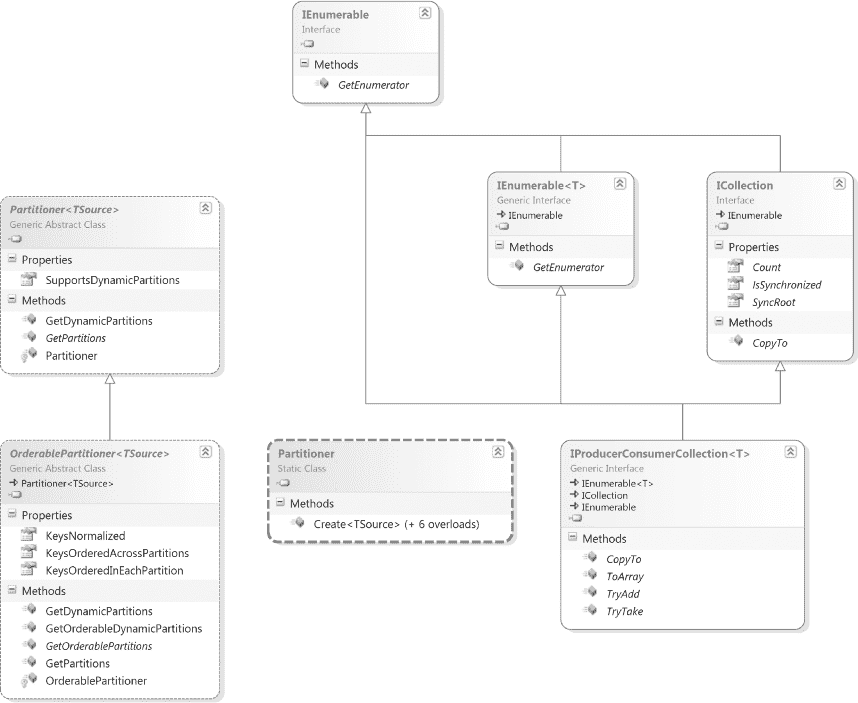 IEnumerable
Interface
Methods
GetEnumerator
IEnumerable<T>
Generic Interface
IEnumerable
Methods
GetEnumerator
ICollection
Interface
IEnumerable
Properties
Count
IsSynchronized
SyncRoot
Methods
CopyTo
Partitioner<TSource>
Generic Abstract Class
Properties
SupportsDynamicPartitions
Methods
GetDynamicPartitions
GetPartitions
Partitioner
OrderablePartitioner<TSource>
Generic Abstract Class
Partitioner<TSource>
Properties
KeysNormalized
KeysOrderedAcrossPartitions
KeysOrderedInEachPartition
Methods
GetDynamicPartitions
GetOrderableDynamicPartitions
GetOrderablePartitions
GetPartitions
OrderablePartitioner
Partitioner
Static Class
Methods
Create<TSource> (+ 6 overloads)
IProducerConsumerCollection<T>
Generic Interface
IEnumerable<T>
ICollection
IEnumerable
Methods
CopyTo
ToArray
TryAdd
TryTake